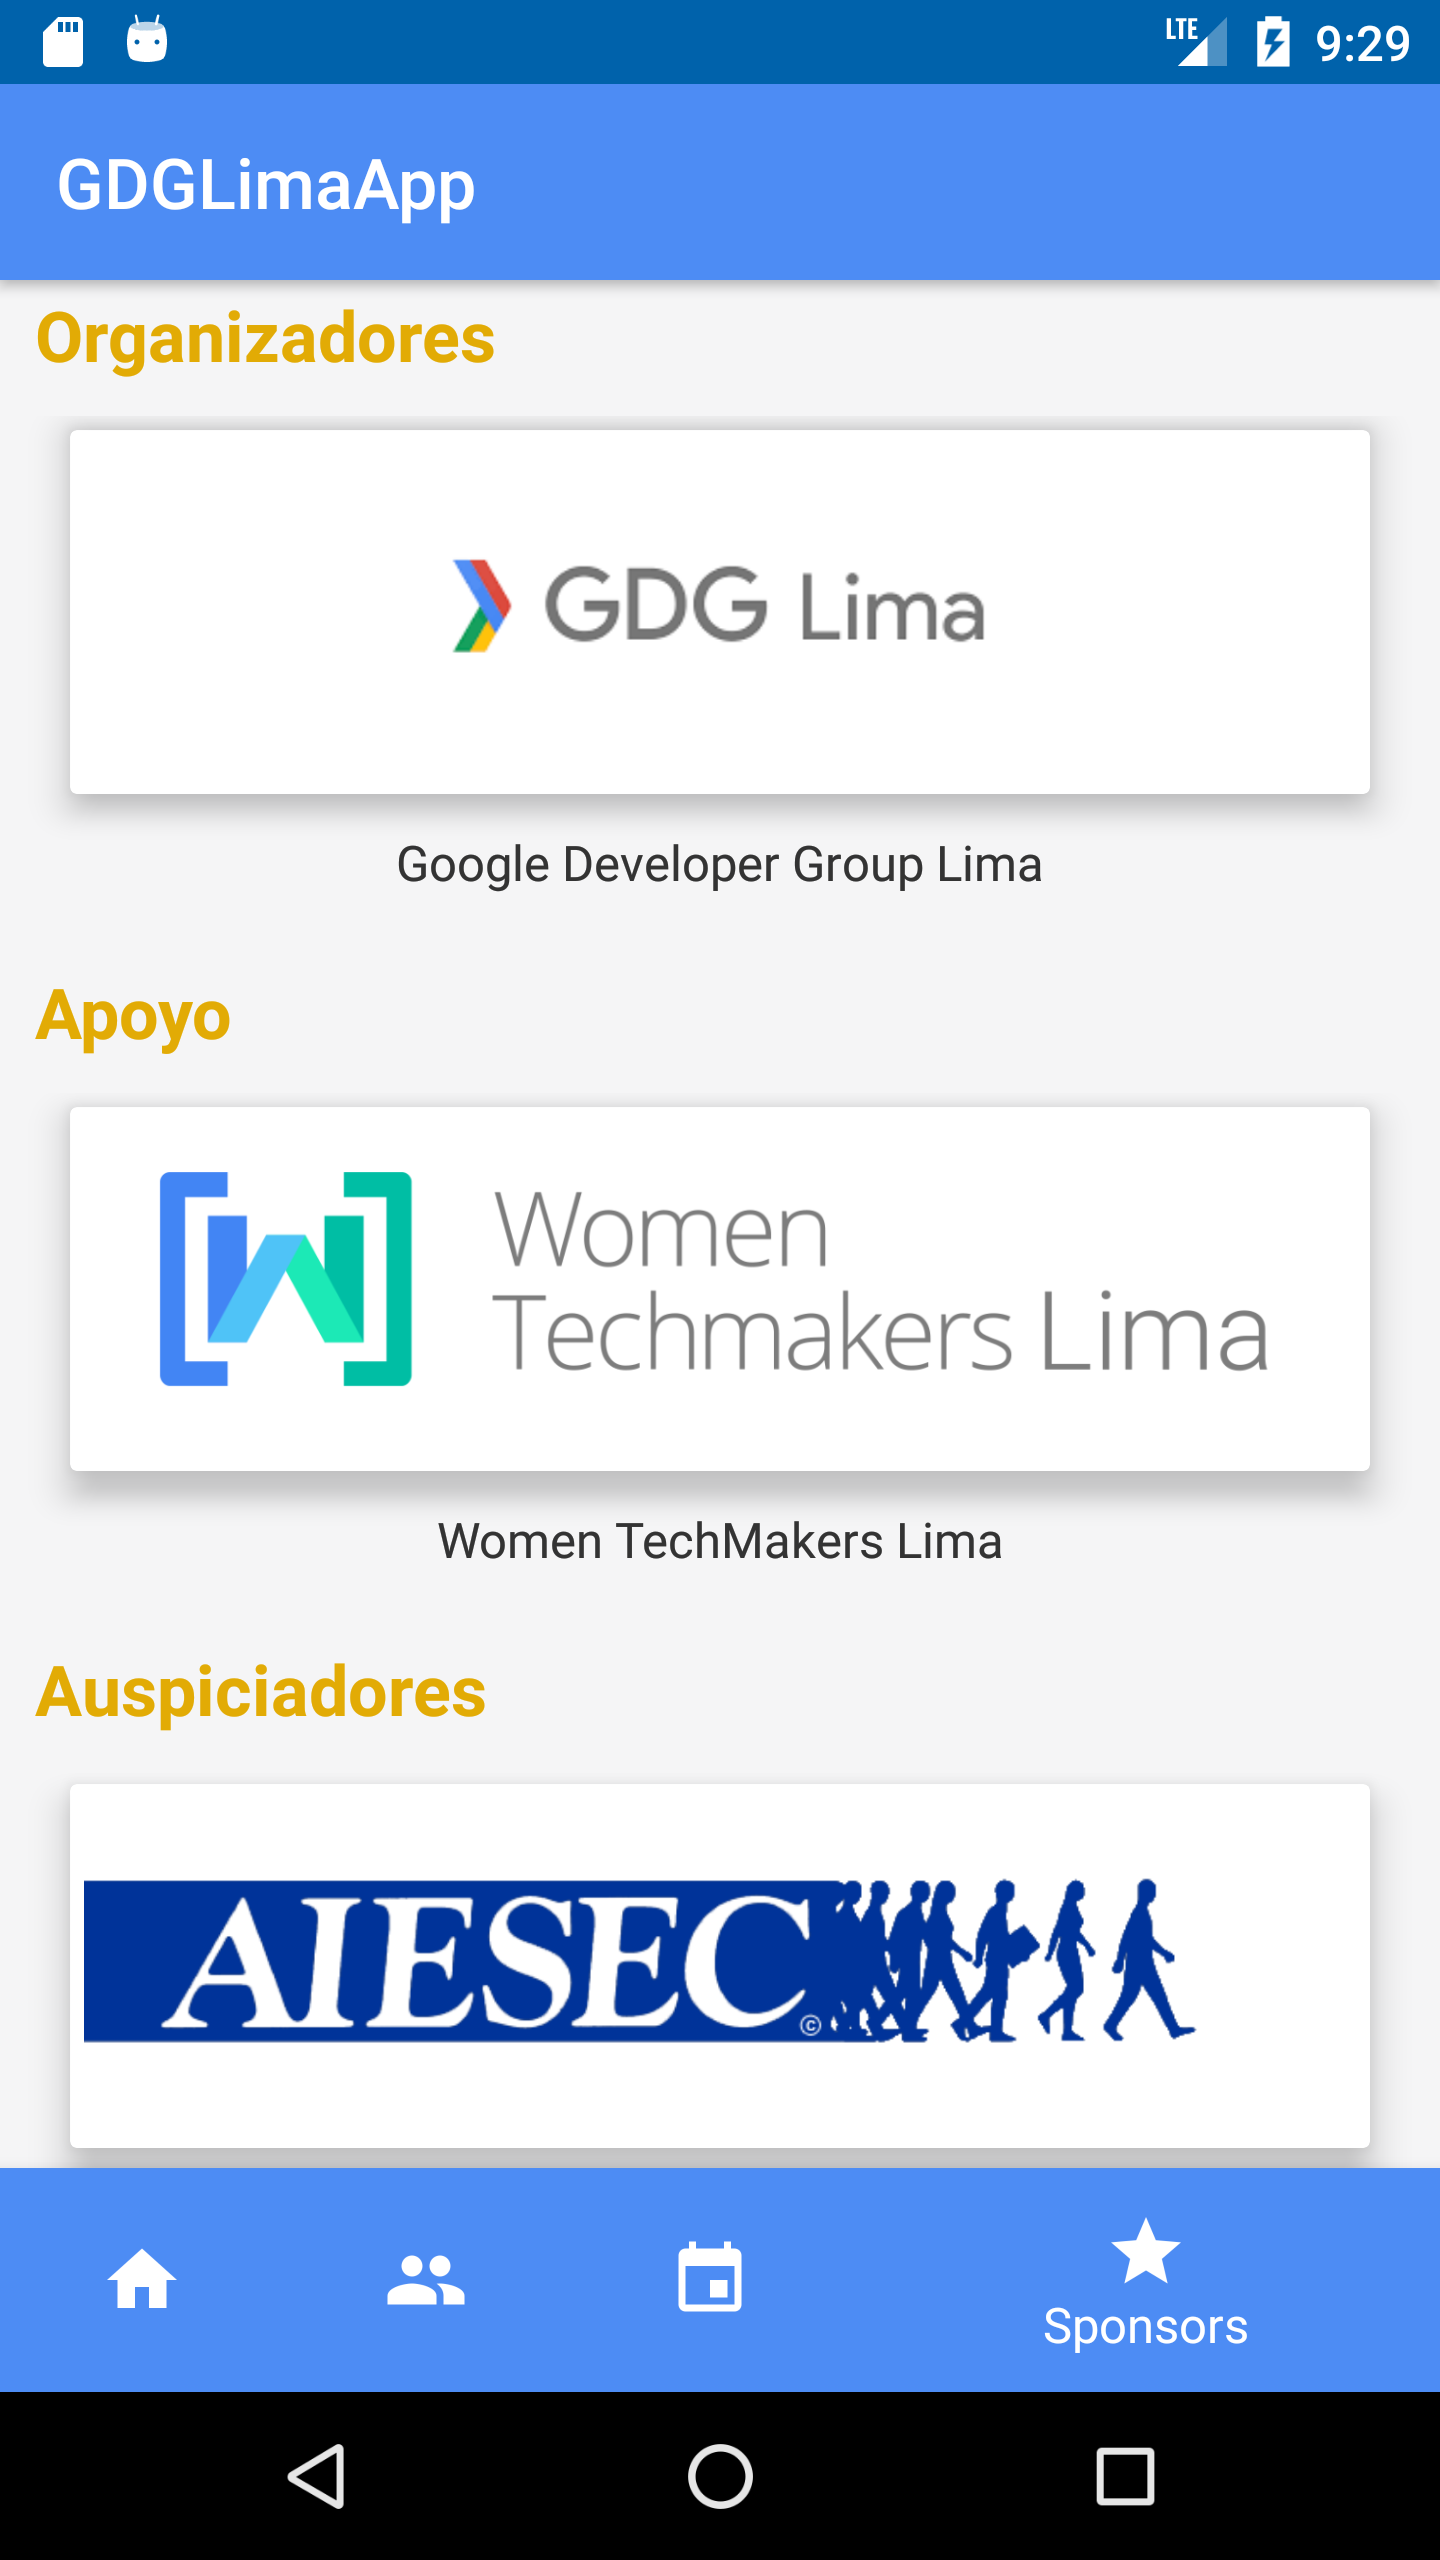 LTE 9:29
GDGLimaApp
Organizadores
GDG Lima
Google Developer Group Lima
Apoyo
Women
Techmakers Lima
Women TechMakers Lima
Auspiciadores
AIESEC ©
Sponsors